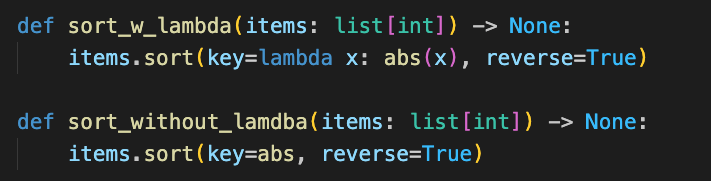 def sort_w_lambda(items: list[int]) -> None:
    items.sort(key=lambda x: abs(x), reverse=True)
def sort_without_lamdba(items: list[int]) -> None:
    items.sort(key=abs, reverse=True)